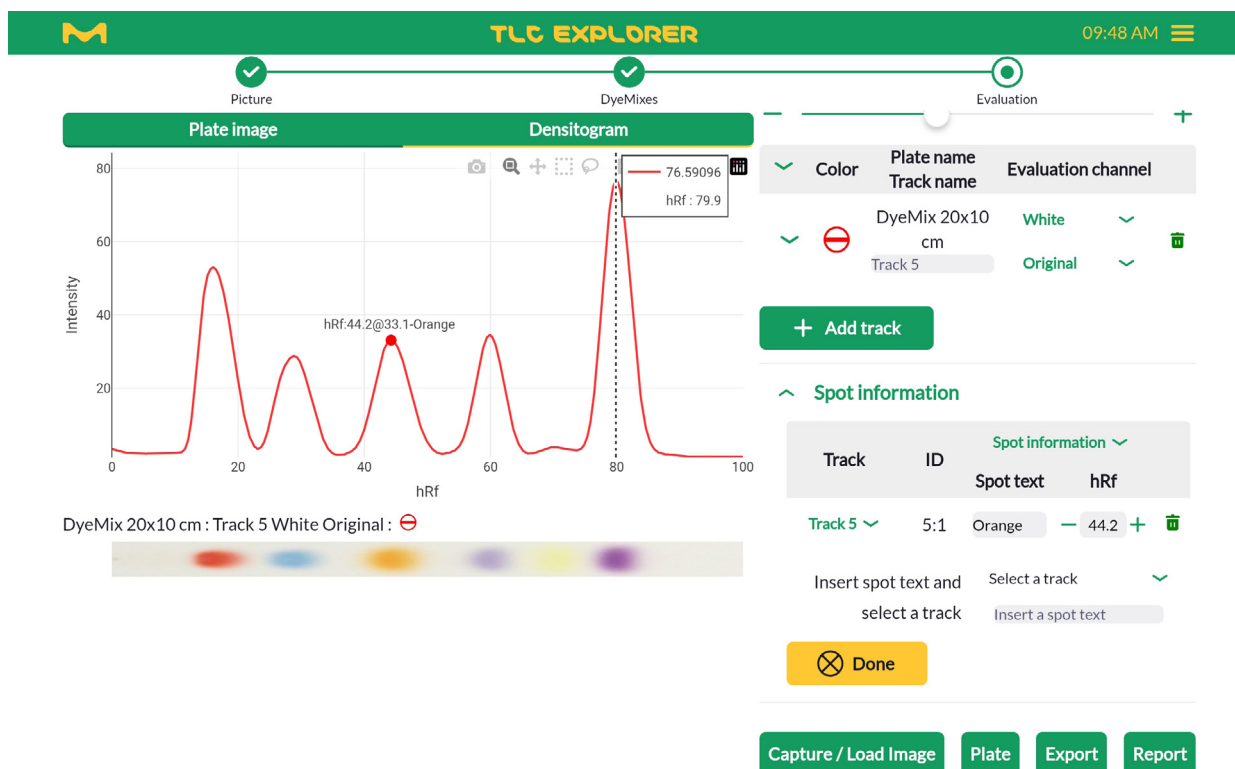 TLC EXPLORER
09:48 AM
Picture
DyeMixes
Evaluation
Plate image
Densitogram
80
60
40
20
Intensity
76.59096
hRf : 79.9
hRf:44.2@33.1-Orange
0
20
40
60
80
100
hRf
DyeMix 20x10 cm : Track 5 White Original :
Color
Plate name
Track name
Evaluation channel
DyeMix 20x10
cm
Track 5
White
Original
+ Add track
Spot information
Track
ID
Spot information
Spot text
hRf
Track 5
5:1
Orange
− 44.2 +
Insert spot text and
select a track
Select a track
Insert a spot text
Done
Capture / Load Image
Plate
Export
Report